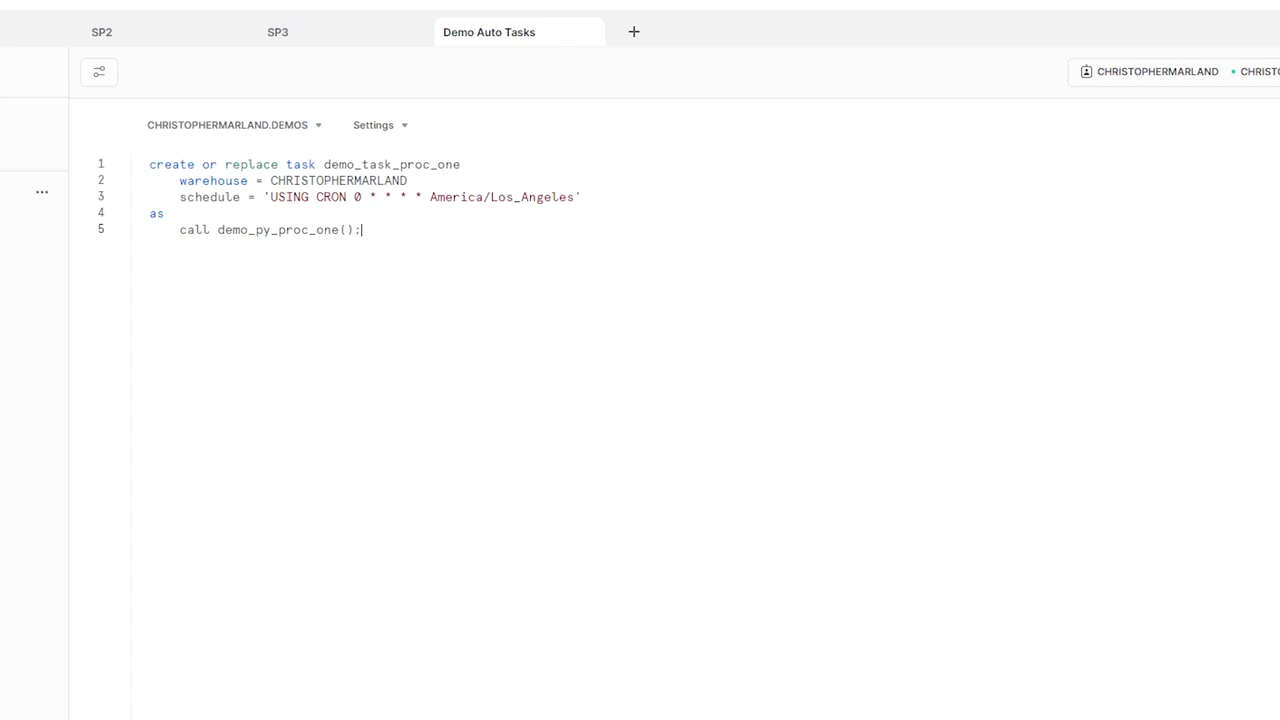 SP2 SP3 Demo Auto Tasks +
CHRISTOPHERMARLAND
CHRISTOPHERMARLAND.DEMOS Settings
1 create or replace task demo_task_proc_one
2 warehouse = CHRISTOPHERMARLAND
3 schedule = 'USING CRON 0 * * * * America/Los_Angeles'
4 as
5 call demo_py_proc_one();